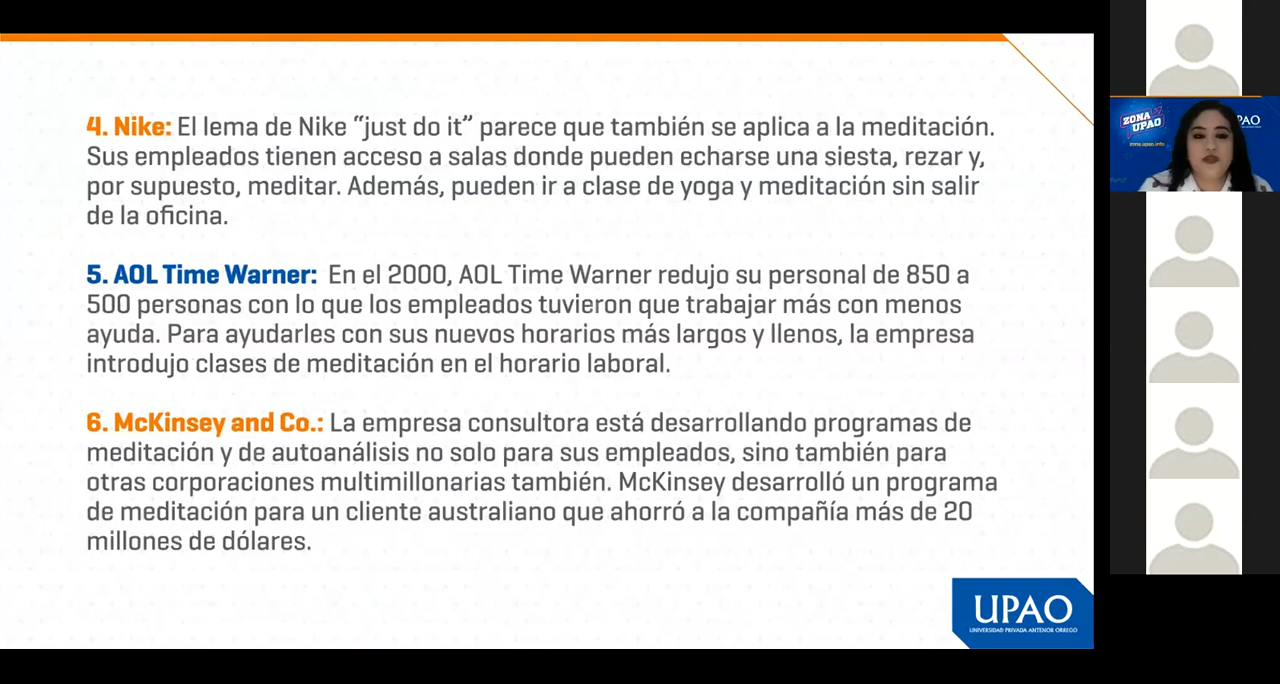 4. Nike: El lema de Nike “just do it” parece que también se aplica a la meditación.
Sus empleados tienen acceso a salas donde pueden echarse una siesta, rezar y,
por supuesto, meditar. Además, pueden ir a clase de yoga y meditación sin salir
de la oficina.
5. AOL Time Warner: En el 2000, AOL Time Warner redujo su personal de 850 a
500 personas con lo que los empleados tuvieron que trabajar más con menos
ayuda. Para ayudarles con sus nuevos horarios más largos y llenos, la empresa
introdujo clases de meditación en el horario laboral.
6. McKinsey and Co.: La empresa consultora está desarrollando programas de
meditación y de autoanálisis no solo para sus empleados, sino también para
otras corporaciones multimillonarias también. McKinsey desarrolló un programa
de meditación para un cliente australiano que ahorró a la compañía más de 20
millones de dólares.
UPAO
UNIVERSIDAD PRIVADA ANTENOR ORREGO
ZONA
UPAO